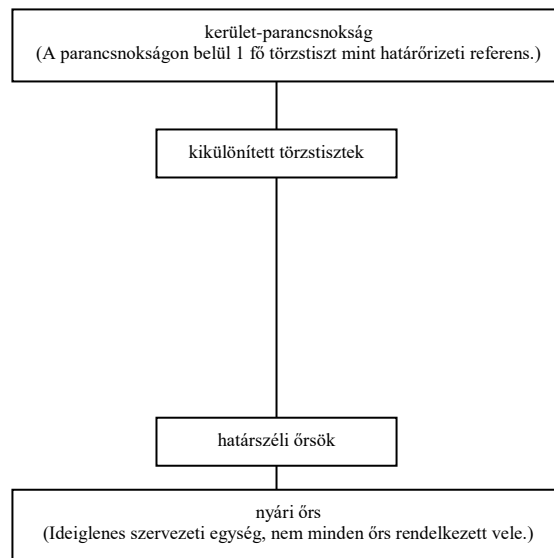 kerület-parancsnokság
(A parancsnokságon belül 1 fő törzstiszt mint határőrizeti referens.)
kikülönített törzstisztek
határszéli őrsök
nyári őrs
(Ideiglenes szervezeti egység, nem minden őrs rendelkezett vele.)